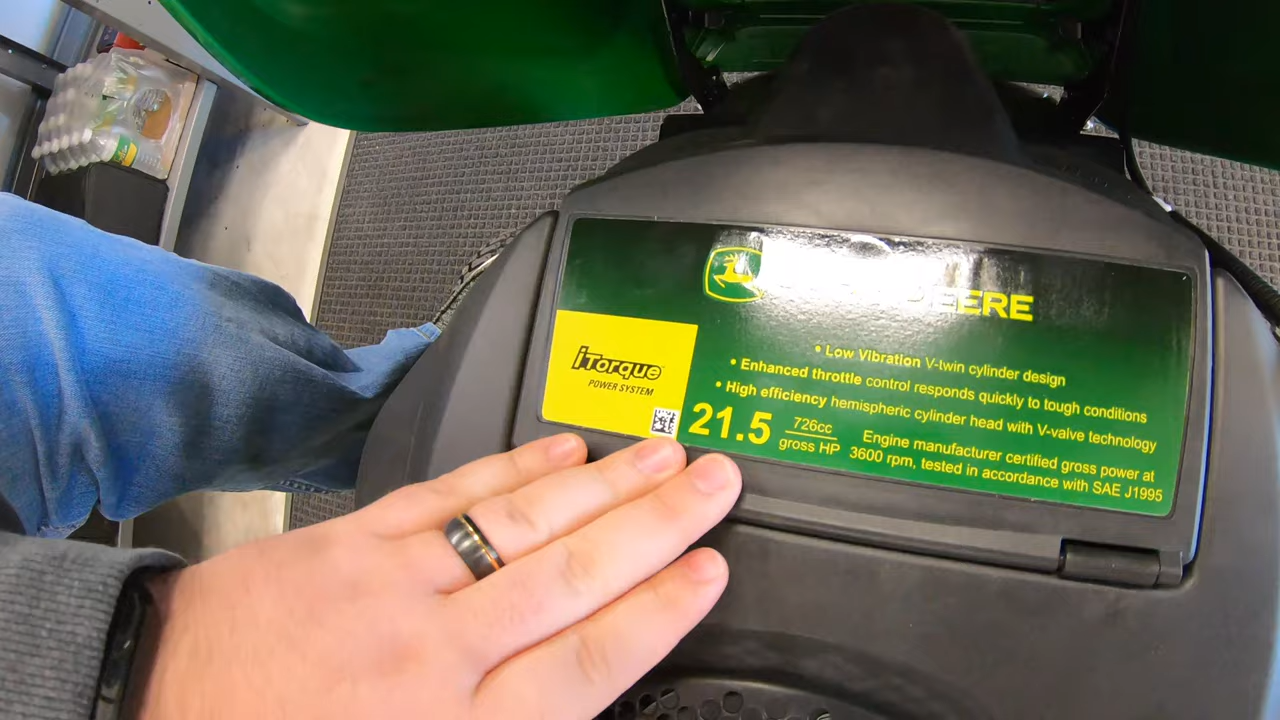 DEERE
• Low Vibration V-twin cylinder design
• Enhanced throttle control responds quickly to tough conditions
• High efficiency hemispheric cylinder head with V-valve technology
iTorque
POWER SYSTEM
21.5 726cc gross HP
Engine manufacturer certified gross power at
3600 rpm, tested in accordance with SAE J1995